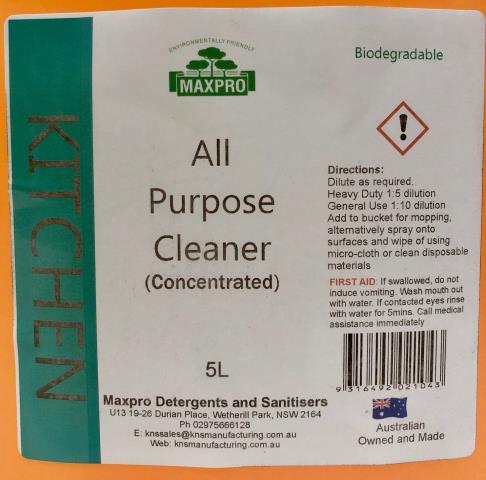 KITCHEN
ENVIRONMENTALLY FRIENDLY
MAXPRO
Biodegradable
All
Purpose
Cleaner
(Concentrated)
5L
Directions:
Dilute as required.
Heavy Duty 1:5 dilution
General Use 1:10 dilution
Add to bucket for mopping,
alternatively spray onto
surfaces and wipe of using
micro-cloth or clean disposable
materials
FIRST AID: If swallowed, do not
induce vomiting. Wash mouth out
with water. If contacted eyes rinse
with water for 5mins. Call medical
assistance immediately
9 316492 021043
Australian
Owned and Made
Maxpro Detergents and Sanitisers
U13 19-26 Durian Place, Wetherill Park, NSW 2164
Ph 02975666128
E: knssales@knsmanufacturing.com.au
Web: knsmanufacturing.com.au